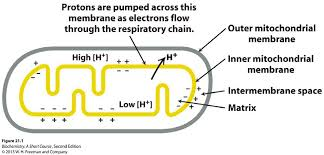 Protons are pumped across this
membrane as electrons flow
through the respiratory chain.
Outer mitochondrial
membrane
High [H+]
H+
Inner mitochondrial
membrane
Intermembrane space
Low [H+]
Matrix
Figure 21-1
Biochemistry: A Short Course, Second Edition
© 2013 W. H. Freeman and Company